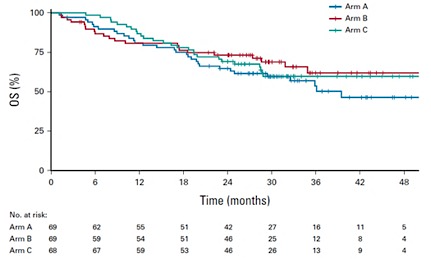 Arm A
Arm B
Arm C
100
75
50
25
0
OS (%)
0 6 12 18 24 30 36 42 48
Time (months)
No. at risk:
Arm A 69 62 55 51 42 27 16 11 5
Arm B 69 59 54 51 46 25 12 8 4
Arm C 68 67 59 53 46 26 13 9 4